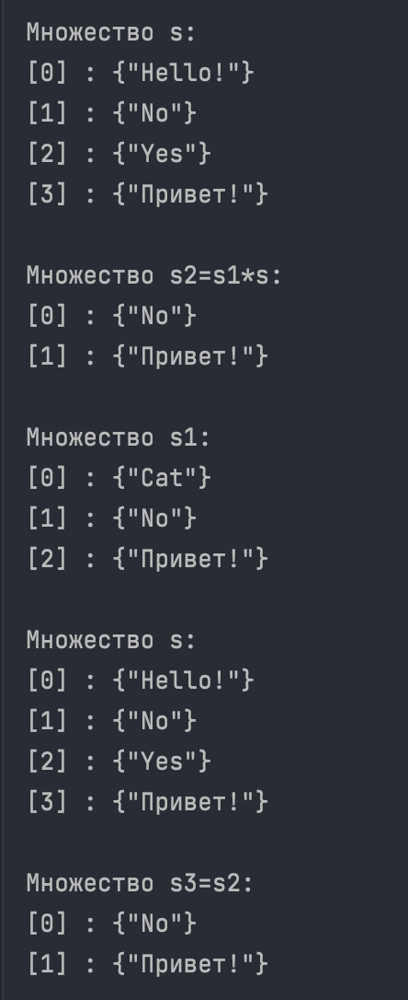 Множество s:
[0] : {"Hello!"}
[1] : {"No"}
[2] : {"Yes"}
[3] : {"Привет!"}
Множество s2=s1*s:
[0] : {"No"}
[1] : {"Привет!"}
Множество s1:
[0] : {"Cat"}
[1] : {"No"}
[2] : {"Привет!"}
Множество s:
[0] : {"Hello!"}
[1] : {"No"}
[2] : {"Yes"}
[3] : {"Привет!"}
Множество s3=s2:
[0] : {"No"}
[1] : {"Привет!"}